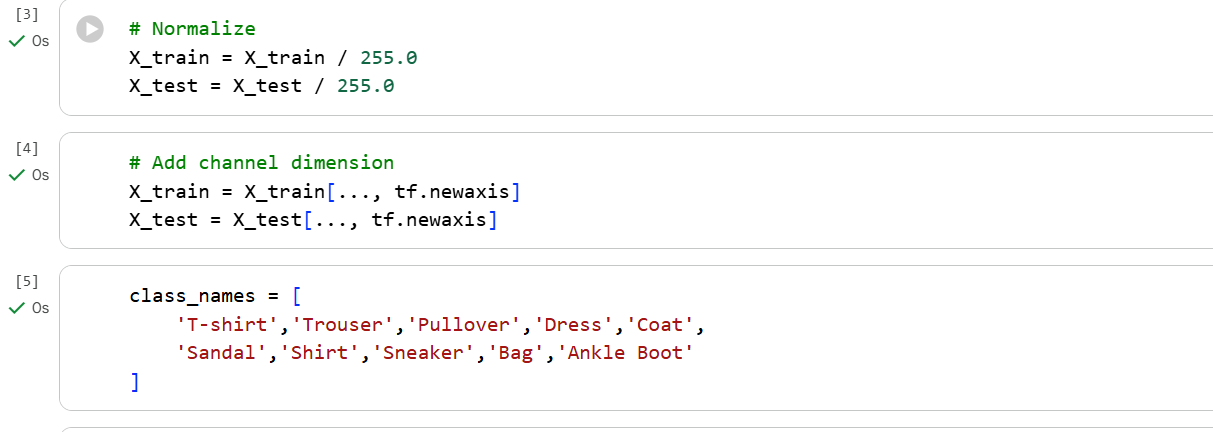 [3]
0s
# Normalize
X_train = X_train / 255.0
X_test = X_test / 255.0
[4]
0s
# Add channel dimension
X_train = X_train[..., tf.newaxis]
X_test = X_test[..., tf.newaxis]
[5]
0s
class_names = [
    'T-shirt','Trouser','Pullover','Dress','Coat',
    'Sandal','Shirt','Sneaker','Bag','Ankle Boot'
]